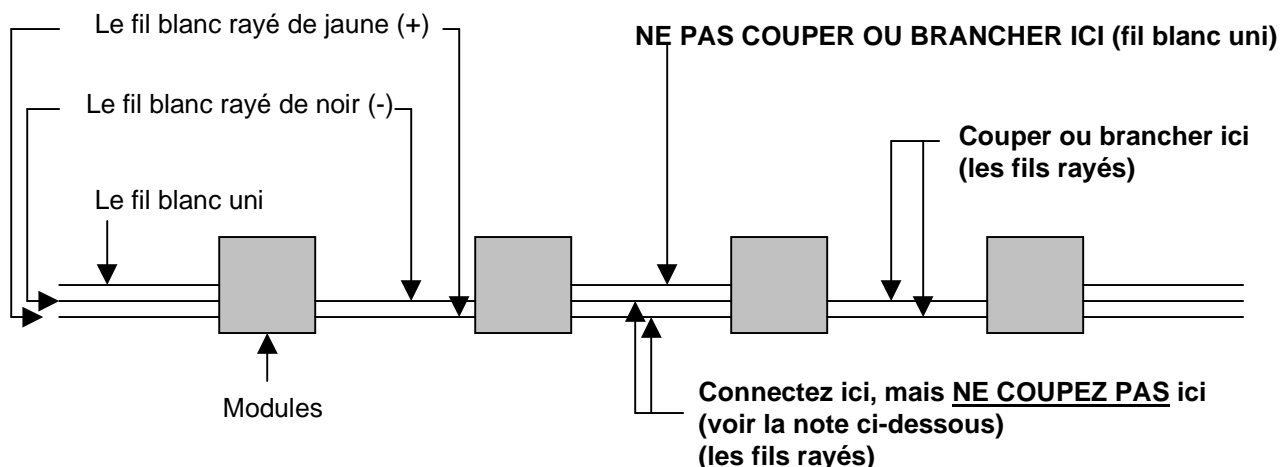 Le fil blanc rayé de jaune (+)
NE PAS COUPER OU BRANCHER ICI (fil blanc uni)
Le fil blanc rayé de noir (-)
Couper ou brancher ici
(les fils rayés)
Le fil blanc uni
Modules
Connectez ici, mais NE COUPEZ PAS ici
(voir la note ci-dessous)
(les fils rayés)